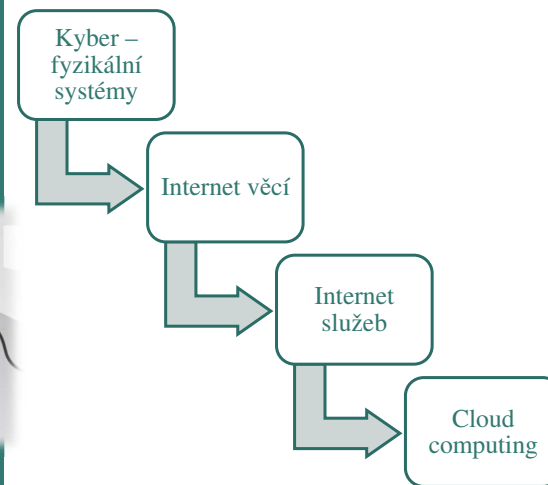 Kyber –
fyzikální
systémy
Internet věcí
Internet
služeb
Cloud
computing